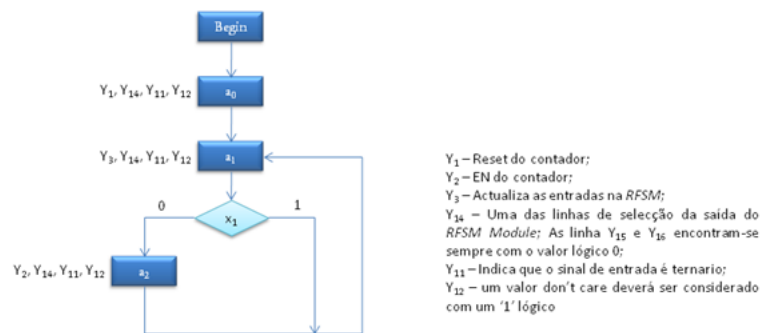 Begin
Y1, Y14, Y11, Y12
a0
Y3, Y14, Y11, Y12
a1
0
1
x1
Y2, Y14, Y11, Y12
a2
Y1 – Reset do contador;
Y2 – EN do contador;
Y3 – Actualiza as entradas na RFSM;
Y14 – Uma das linhas de selecção da saída do
RFSM Module; As linha Y15 e Y16 encontram-se
sempre com o valor lógico 0;
Y11 – Indica que o sinal de entrada é ternario;
Y12 – um valor don't care deverá ser considerado
com um '1' lógico